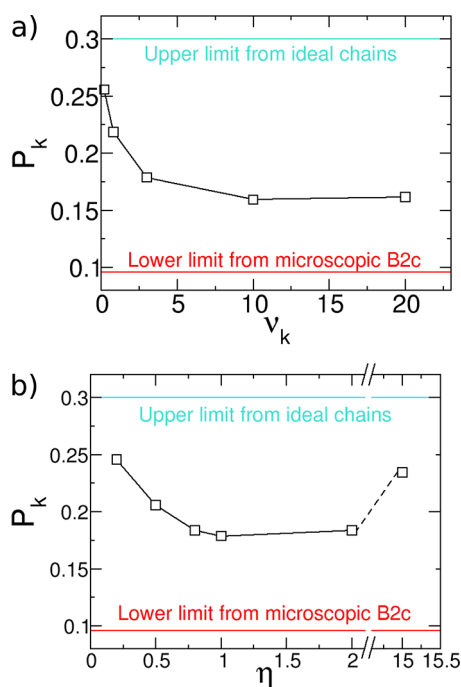 a)
0.3
Upper limit from ideal chains
0.25
P_k
0.2
0.15
Lower limit from microscopic B2c
0.1
0 5 10 15 20
ν_k
b)
0.3
Upper limit from ideal chains
0.25
P_k
0.2
0.15
Lower limit from microscopic B2c
0.1
0 0.5 1 1.5 2 15 15.5
η